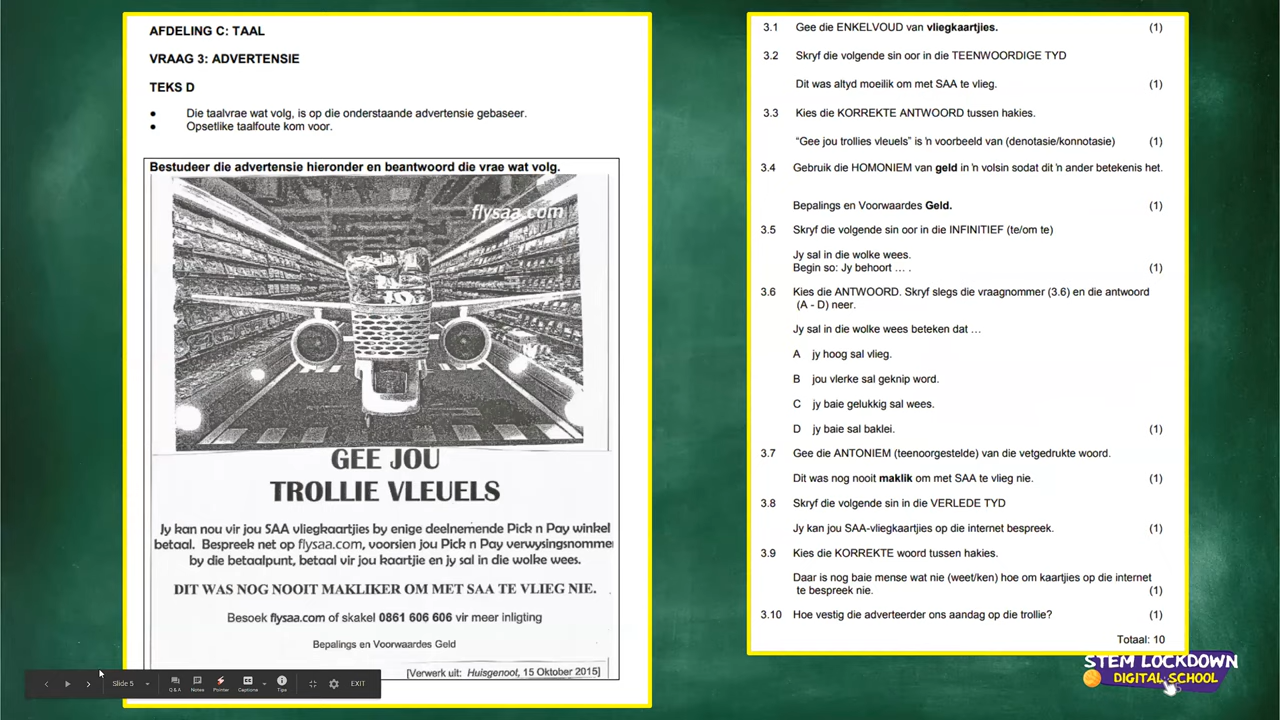 AFDELING C: TAAL
VRAAG 3: ADVERTENSIE
TEKS D
● Die taalvrae wat volg, is op die onderstaande advertensie gebaseer.
● Opsetlike taalfoute kom voor.
Bestudeer die advertensie hieronder en beantwoord die vrae wat volg.
flysaa.com
GEE JOU
TROLLIE VLEUELS
Jy kan nou vir jou SAA vliegkaartjies by enige deelnemende Pick n Pay winkel
betaal. Bespreek net op flysaa.com, voorsien jou Pick n Pay verwysingsnommer
by die betaalpunt, betaal vir jou kaartjie en jy sal in die wolke wees.
DIT WAS NOG NOOIT MAKLIKER OM MET SAA TE VLIEG NIE.
Besoek flysaa.com of skakel 0861 606 606 vir meer inligting
Bepalings en Voorwaardes Geld
[Verwerk uit: Huisgenoot, 15 Oktober 2015]
3.1 Gee die ENKELVOUD van vliegkaartjies. (1)
3.2 Skryf die volgende sin oor in die TEENWOORDIGE TYD
Dit was altyd moeilik om met SAA te vlieg. (1)
3.3 Kies die KORREKTE ANTWOORD tussen hakies.
“Gee jou trollies vleuels” is 'n voorbeeld van (denotasie/konnotasie) (1)
3.4 Gebruik die HOMONIEM van geld in 'n volsin sodat dit 'n ander betekenis het.
Bepalings en Voorwaardes Geld. (1)
3.5 Skryf die volgende sin oor in die INFINITIEF (te/om te)
Jy sal in die wolke wees.
Begin so: Jy behoort … . (1)
3.6 Kies die ANTWOORD. Skryf slegs die vraagnommer (3.6) en die antwoord
(A - D) neer.
Jy sal in die wolke wees beteken dat …
A jy hoog sal vlieg.
B jou vlerke sal geknip word.
C jy baie gelukkig sal wees.
D jy baie sal baklei. (1)
3.7 Gee die ANTONIEM (teenoorgestelde) van die vetgedrukte woord.
Dit was nog nooit maklik om met SAA te vlieg nie. (1)
3.8 Skryf die volgende sin in die VERLEDE TYD
Jy kan jou SAA-vliegkaartjies op die internet bespreek. (1)
3.9 Kies die KORREKTE woord tussen hakies.
Daar is nog baie mense wat nie (weet/ken) hoe om kaartjies op die internet
te bespreek nie. (1)
3.10 Hoe vestig die adverteerder ons aandag op die trollie? (1)
Totaal: 10
STEM LOCKDOWN
DIGITAL SCHOOL
Slide 5
Q & A
Notes
Pointer
Captions
Tips
EXIT